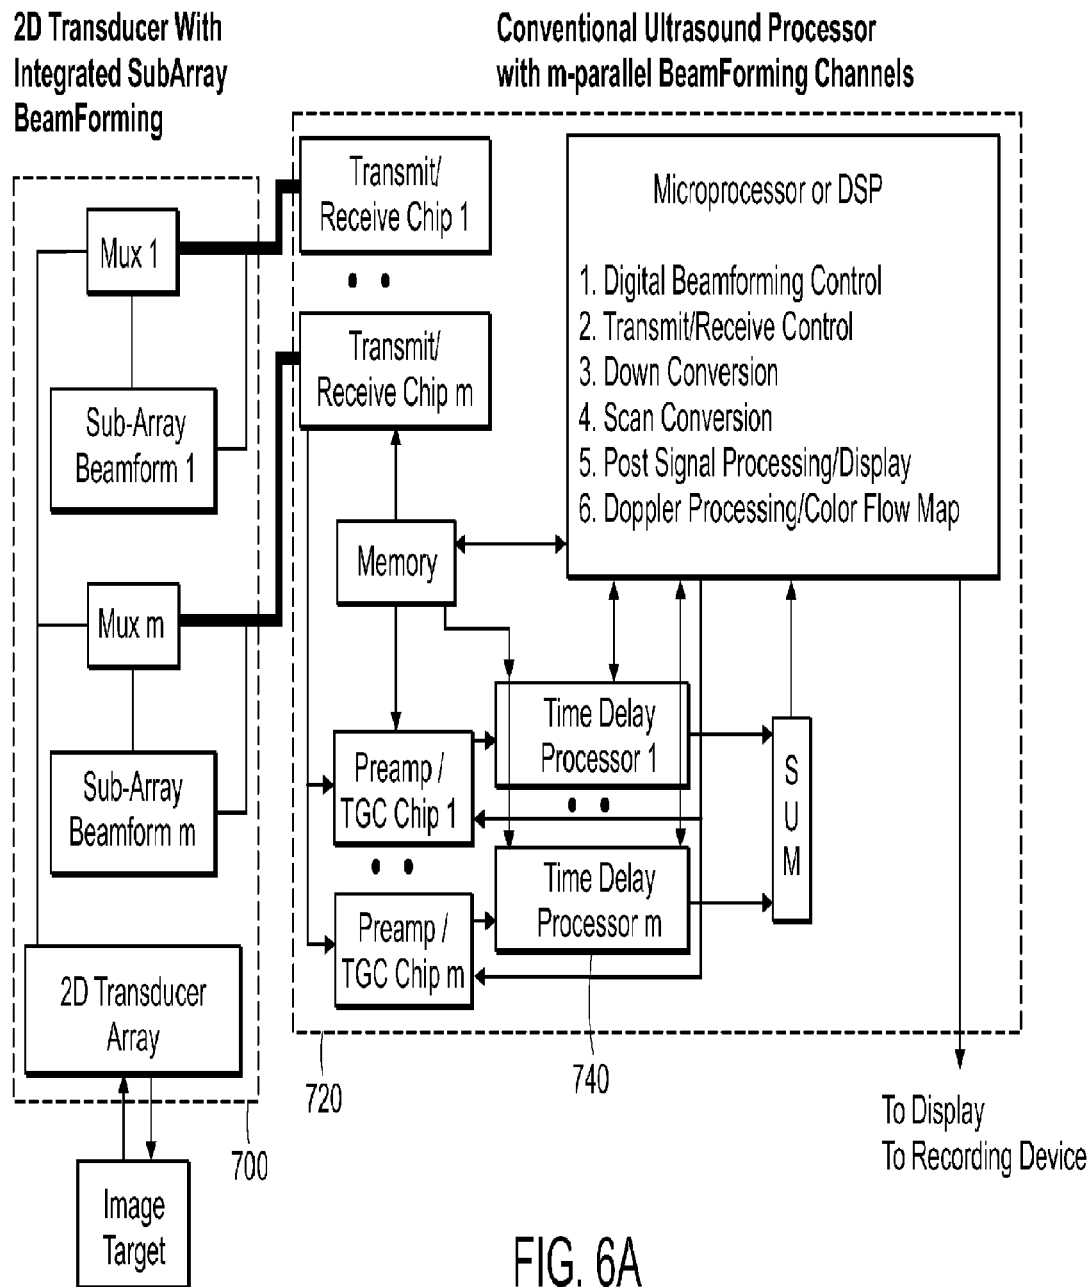 2D Transducer With
Integrated SubArray
BeamForming
Conventional Ultrasound Processor
with m-parallel BeamForming Channels
Mux 1
Sub-Array
Beamform 1
Mux m
Sub-Array
Beamform m
2D Transducer
Array
Image
Target
700
Transmit/
Receive Chip 1
Transmit/
Receive Chip m
Memory
Preamp /
TGC Chip 1
Preamp /
TGC Chip m
Microprocessor or DSP
1. Digital Beamforming Control
2. Transmit/Receive Control
3. Down Conversion
4. Scan Conversion
5. Post Signal Processing/Display
6. Doppler Processing/Color Flow Map
Time Delay
Processor 1
Time Delay
Processor m
S
U
M
720
740
To Display
To Recording Device
FIG. 6A